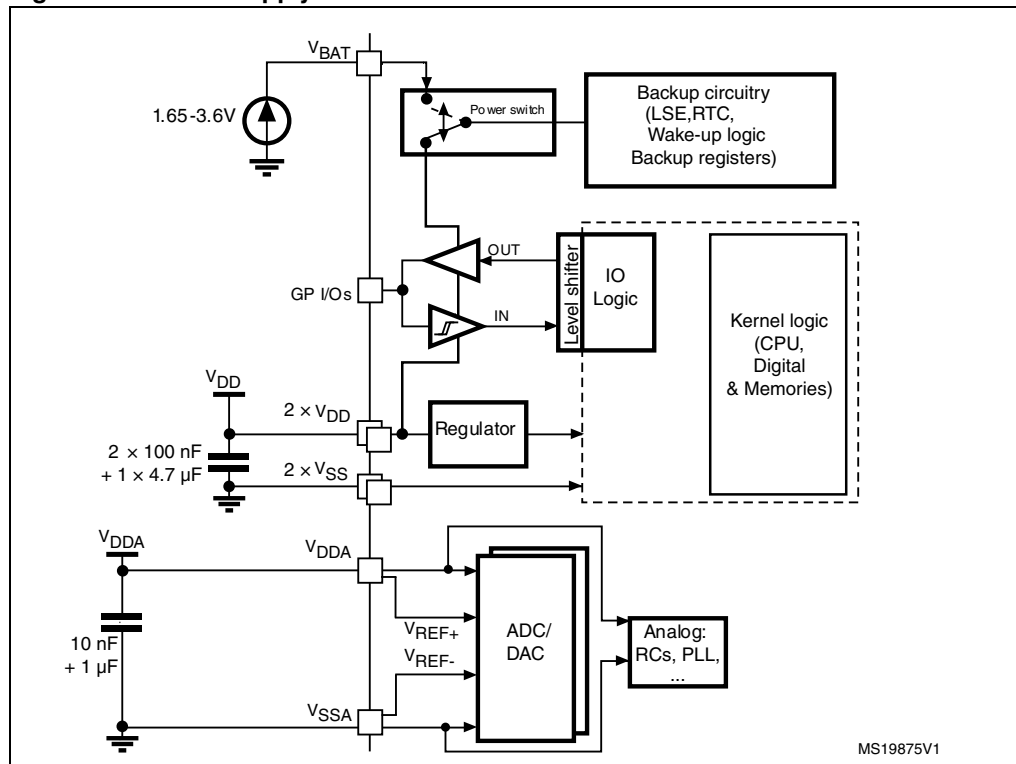 V_BAT
1.65-3.6V
Power switch
Backup circuitry
(LSE,RTC,
Wake-up logic
Backup registers)
OUT
GP I/Os
IN
Level shifter
IO
Logic
Kernel logic
(CPU,
Digital
& Memories)
V_DD
2 × V_DD
Regulator
2 × 100 nF
+ 1 × 4.7 µF
2 × V_SS
V_DDA
V_DDA
10 nF
+ 1 µF
V_REF+
V_REF-
ADC/
DAC
Analog:
RCs, PLL,
...
V_SSA
MS19875V1